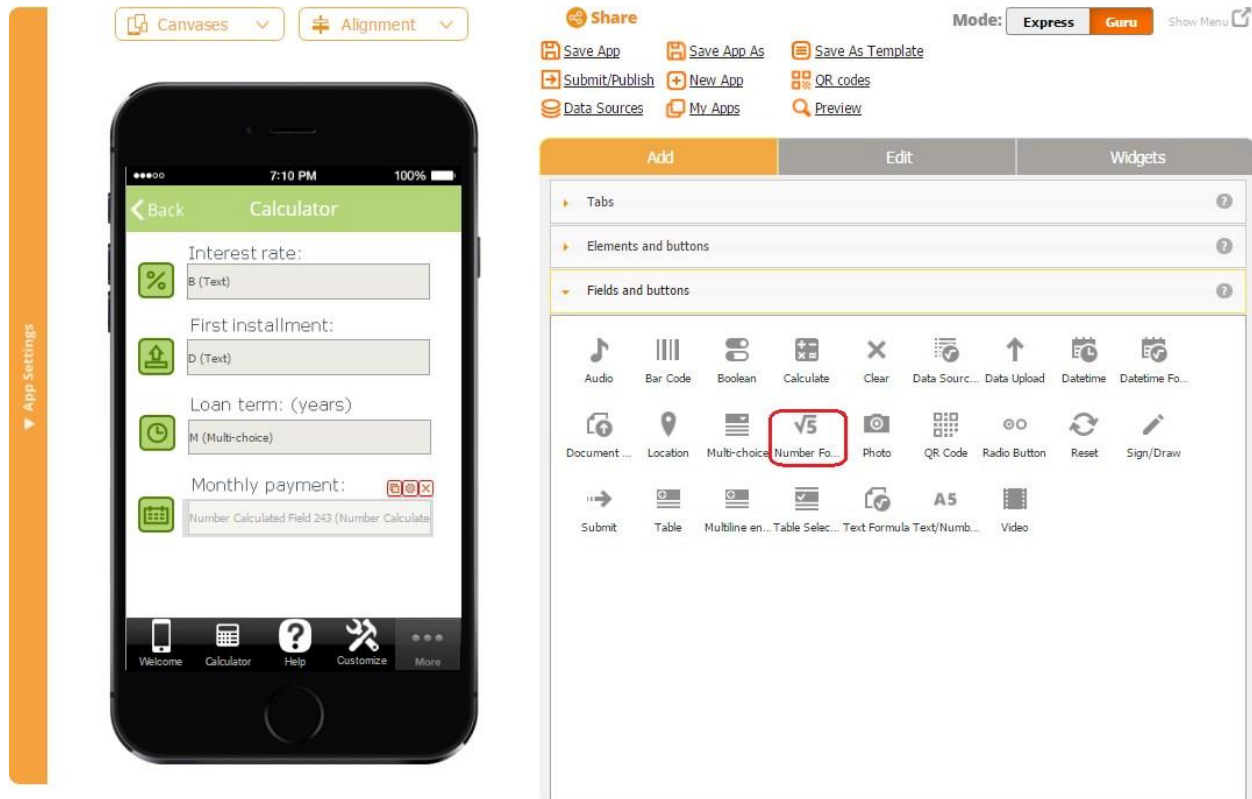 Canvases
Alignment
Share
Mode: Express Guru Show Menu
Save App Save App As Save As Template
Submit/Publish New App QR codes
Data Sources My Apps Preview
App Settings
7:10 PM 100%
Back Calculator
Interest rate:
B (Text)
First installment:
D (Text)
Loan term: (years)
M (Multi-choice)
Monthly payment:
Number Calculated Field 243 (Number Calculate
Welcome Calculator Help Customize More
Add Edit Widgets
Tabs
Elements and buttons
Fields and buttons
Audio Bar Code Boolean Calculate Clear Data Sourc... Data Upload Datetime Datetime Fo...
√5
Document ... Location Multi-choice Number Fo... Photo QR Code Radio Button Reset Sign/Draw
A5
Submit Table Multiline en... Table Selec... Text Formula Text/Numb... Video